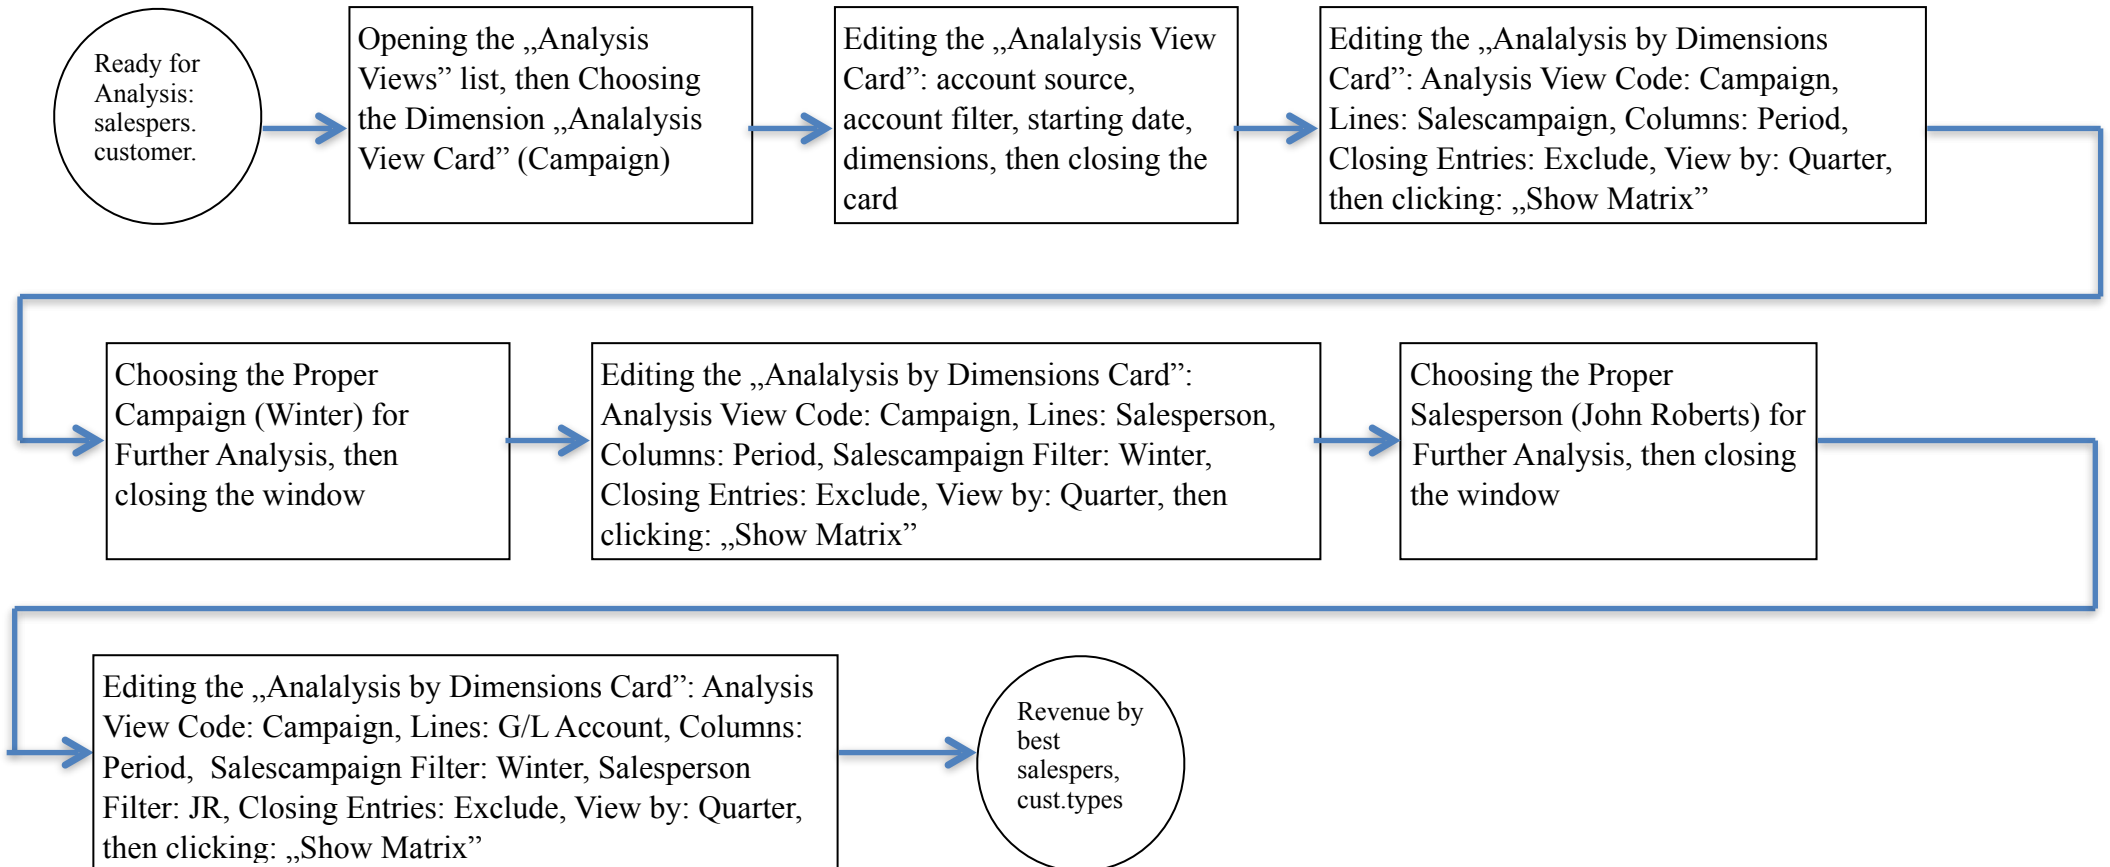 Ready for
Analysis:
salespers.
customer.
Opening the „Analysis
Views” list, then Choosing
the Dimension „Analalysis
View Card” (Campaign)
Editing the „Analalysis View
Card”: account source,
account filter, starting date,
dimensions, then closing the
card
Editing the „Analalysis by Dimensions
Card”: Analysis View Code: Campaign,
Lines: Salescampaign, Columns: Period,
Closing Entries: Exclude, View by: Quarter,
then clicking: „Show Matrix”
Choosing the Proper
Campaign (Winter) for
Further Analysis, then
closing the window
Editing the „Analalysis by Dimensions Card”:
Analysis View Code: Campaign, Lines: Salesperson,
Columns: Period, Salescampaign Filter: Winter,
Closing Entries: Exclude, View by: Quarter, then
clicking: „Show Matrix”
Choosing the Proper
Salesperson (John Roberts) for
Further Analysis, then closing
the window
Editing the „Analalysis by Dimensions Card”: Analysis
View Code: Campaign, Lines: G/L Account, Columns:
Period, Salescampaign Filter: Winter, Salesperson
Filter: JR, Closing Entries: Exclude, View by: Quarter,
then clicking: „Show Matrix”
Revenue by
best
salespers,
cust.types